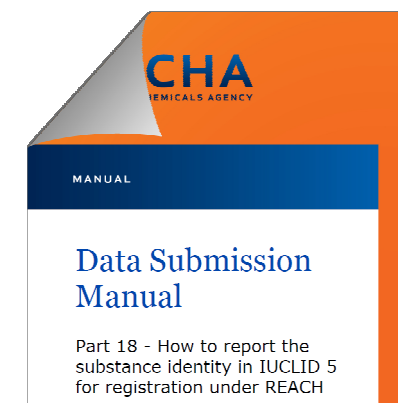 CHA
HEMICALS AGENCY
MANUAL
Data Submission
Manual
Part 18 - How to report the
substance identity in IUCLID 5
for registration under REACH